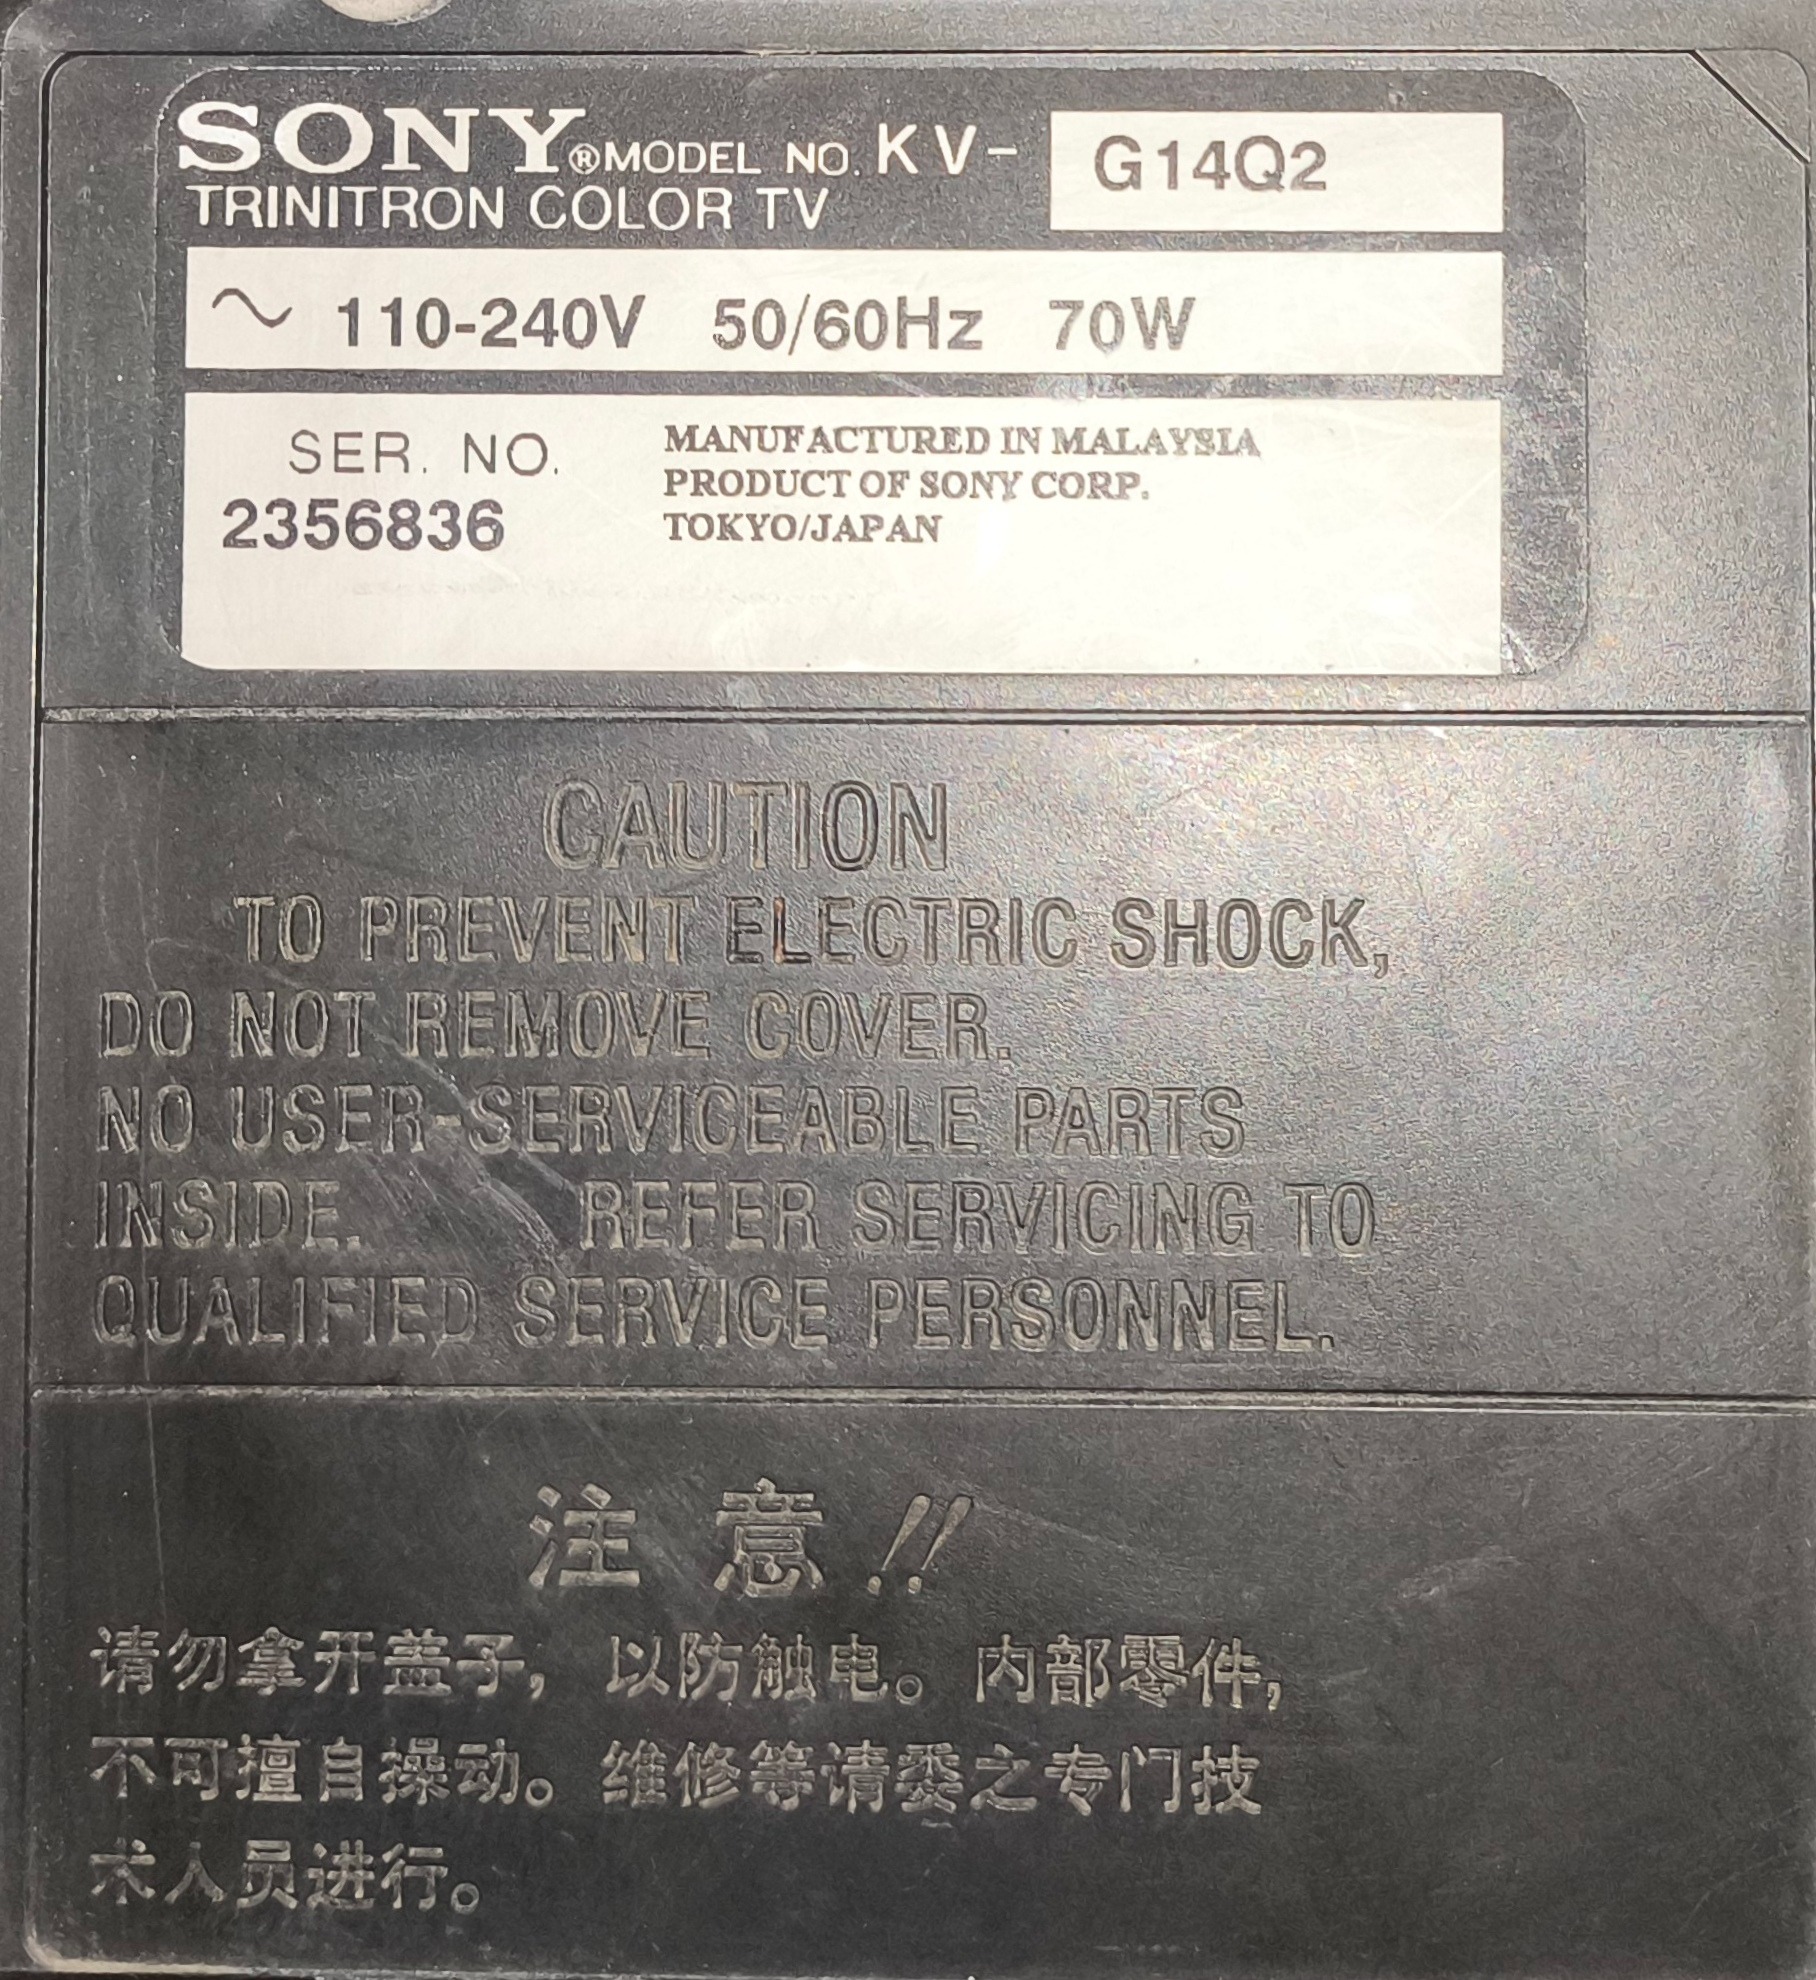 SONY® MODEL NO. KV- G14Q2
TRINITRON COLOR TV
~ 110-240V 50/60Hz 70W
SER. NO.
2356836
MANUFACTURED IN MALAYSIA
PRODUCT OF SONY CORP.
TOKYO/JAPAN
CAUTION
TO PREVENT ELECTRIC SHOCK,
DO NOT REMOVE COVER.
NO USER-SERVICEABLE PARTS
INSIDE. REFER SERVICING TO
QUALIFIED SERVICE PERSONNEL.
注 意 !!
请勿拿开盖子, 以防触电。内部零件,
不可擅自操动。维修等请委之专门技
术人员进行。